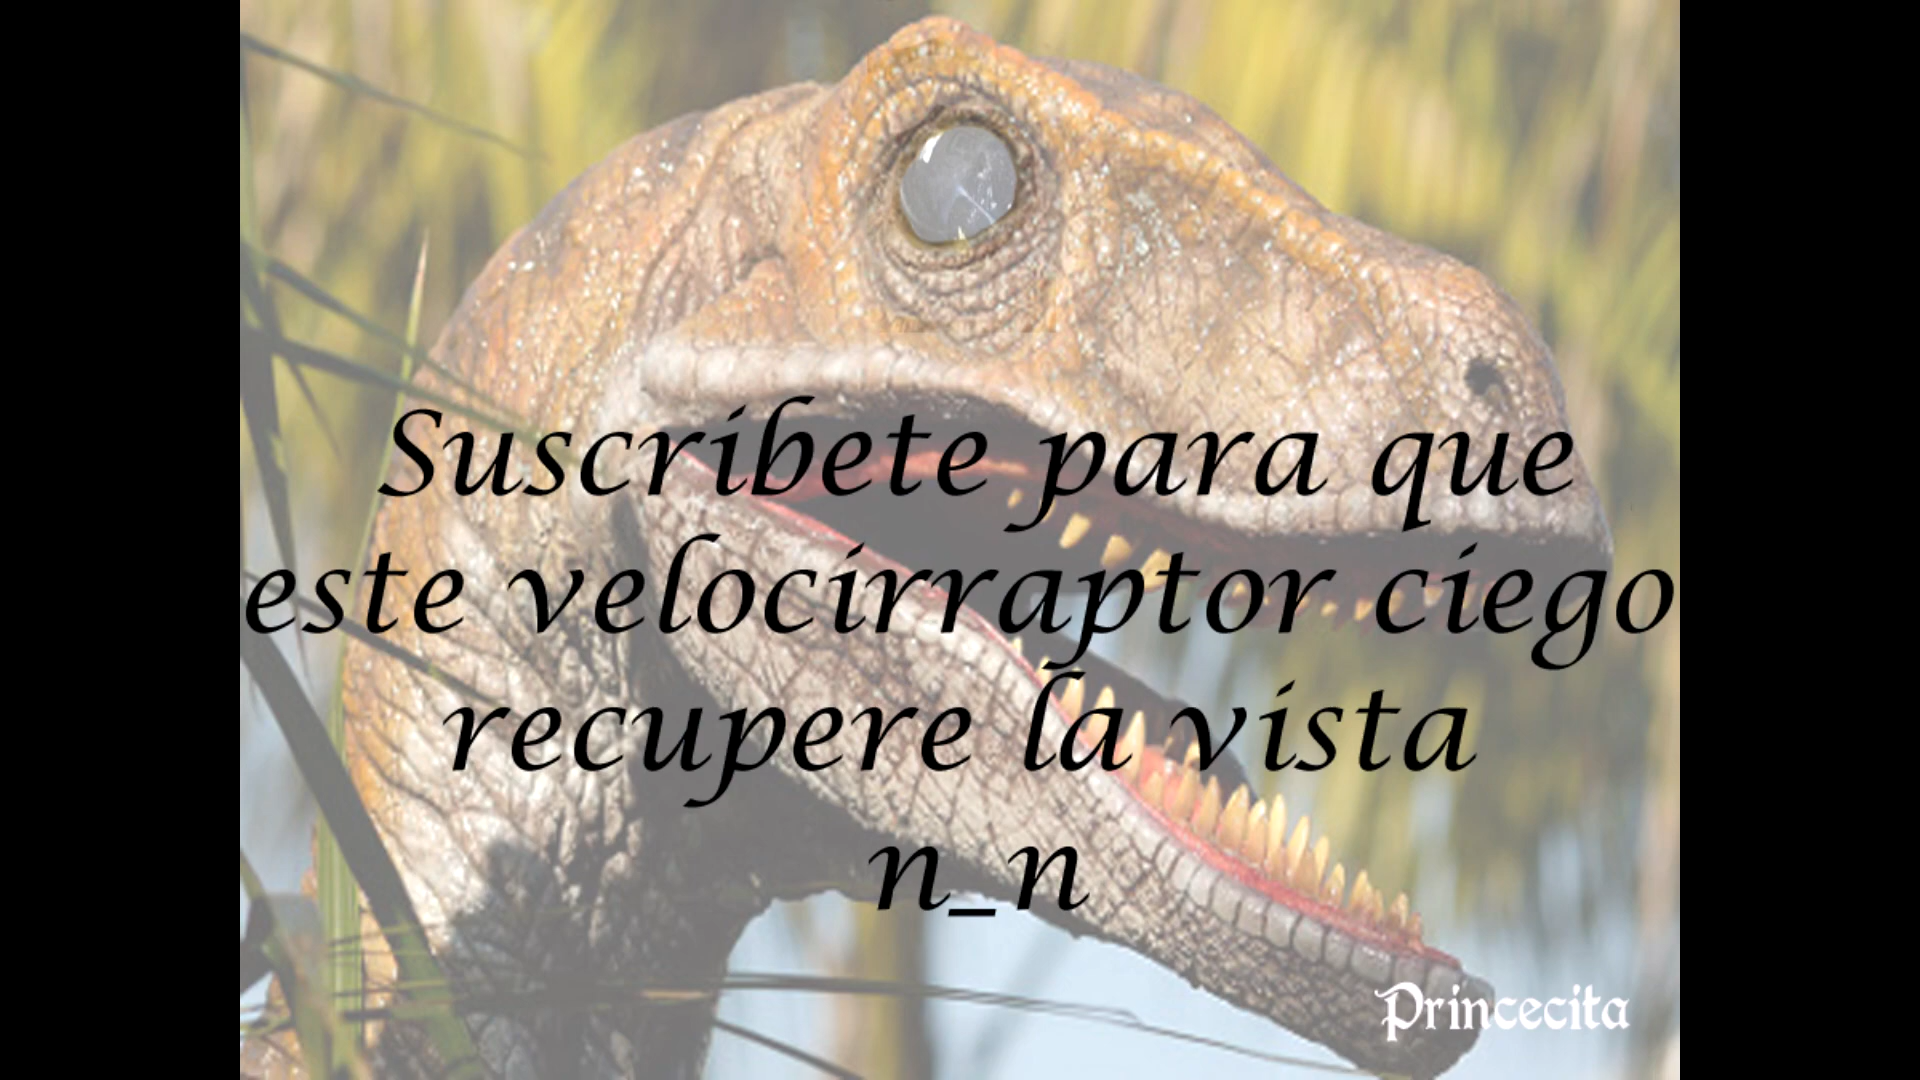 Suscribete para que
este velocirraptor ciego
recupere la vista
n_n
Princecita